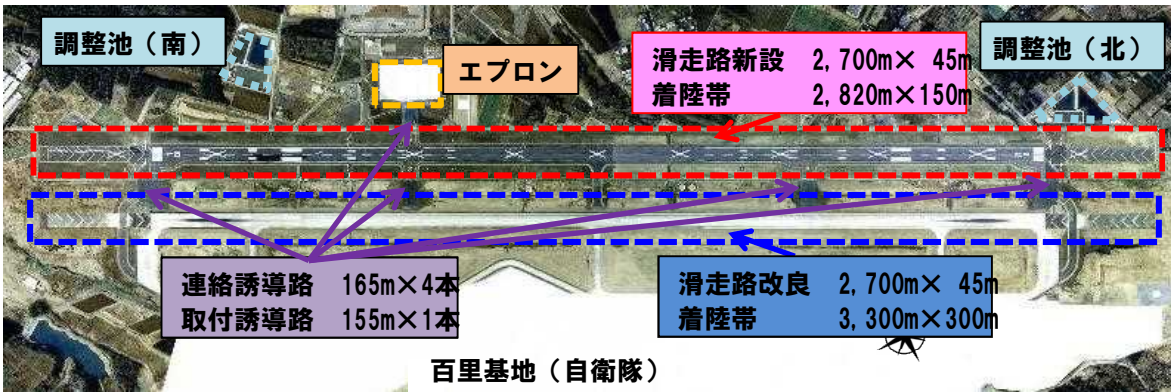 調整池（南）
エプロン
滑走路新設　2,700m× 45m
着陸帯　　　2,820m×150m
調整池（北）
連絡誘導路　165m×4本
取付誘導路　155m×1本
滑走路改良　2,700m× 45m
着陸帯　　　3,300m×300m
百里基地（自衛隊）